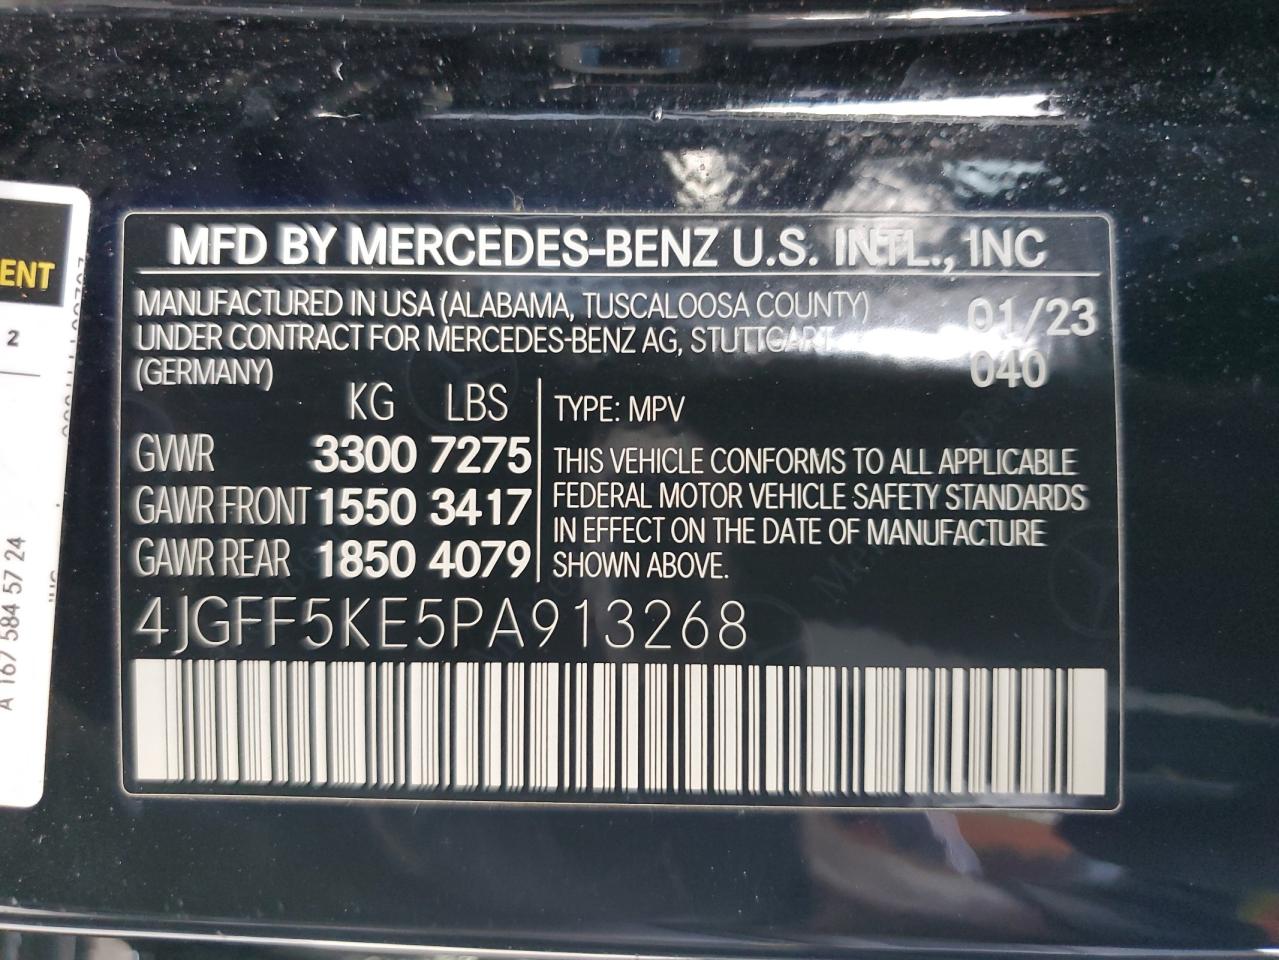 MFD BY MERCEDES-BENZ U.S. INTL., INC
MANUFACTURED IN USA (ALABAMA, TUSCALOOSA COUNTY) 01/23
UNDER CONTRACT FOR MERCEDES-BENZ AG, STUTTGART
(GERMANY) 040
KG LBS
GVWR 3300 7275
GAWR FRONT 1550 3417
GAWR REAR 1850 4079
TYPE: MPV
THIS VEHICLE CONFORMS TO ALL APPLICABLE
FEDERAL MOTOR VEHICLE SAFETY STANDARDS
IN EFFECT ON THE DATE OF MANUFACTURE
SHOWN ABOVE.
4JGFF5KE5PA913268
ENT
2
A 167 584 57 24